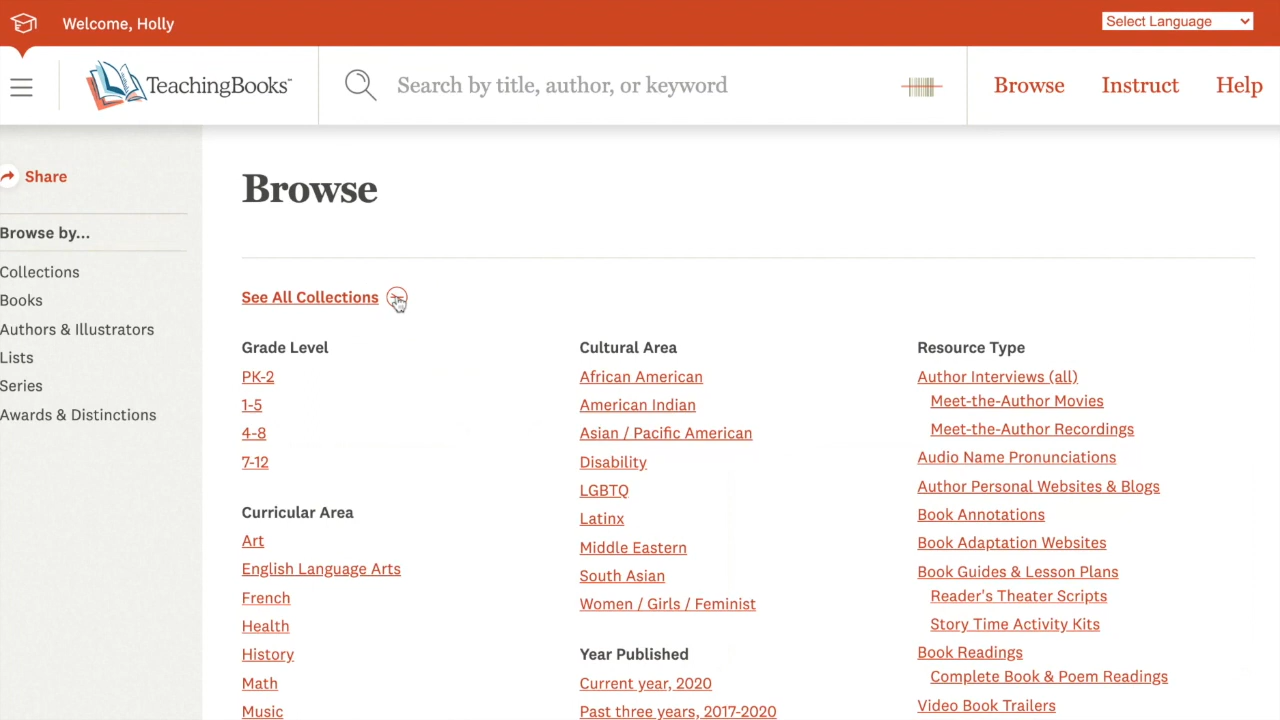 Welcome, Holly
Select Language
TeachingBooks™
Search by title, author, or keyword
Browse
Instruct
Help
Share
Browse by...
Collections
Books
Authors & Illustrators
Lists
Series
Awards & Distinctions
Browse
See All Collections
Grade Level
PK-2
1-5
4-8
7-12
Curricular Area
Art
English Language Arts
French
Health
History
Math
Music
Cultural Area
African American
American Indian
Asian / Pacific American
Disability
LGBTQ
Latinx
Middle Eastern
South Asian
Women / Girls / Feminist
Year Published
Current year, 2020
Past three years, 2017-2020
Resource Type
Author Interviews (all)
Meet-the-Author Movies
Meet-the-Author Recordings
Audio Name Pronunciations
Author Personal Websites & Blogs
Book Annotations
Book Adaptation Websites
Book Guides & Lesson Plans
Reader's Theater Scripts
Story Time Activity Kits
Book Readings
Complete Book & Poem Readings
Video Book Trailers